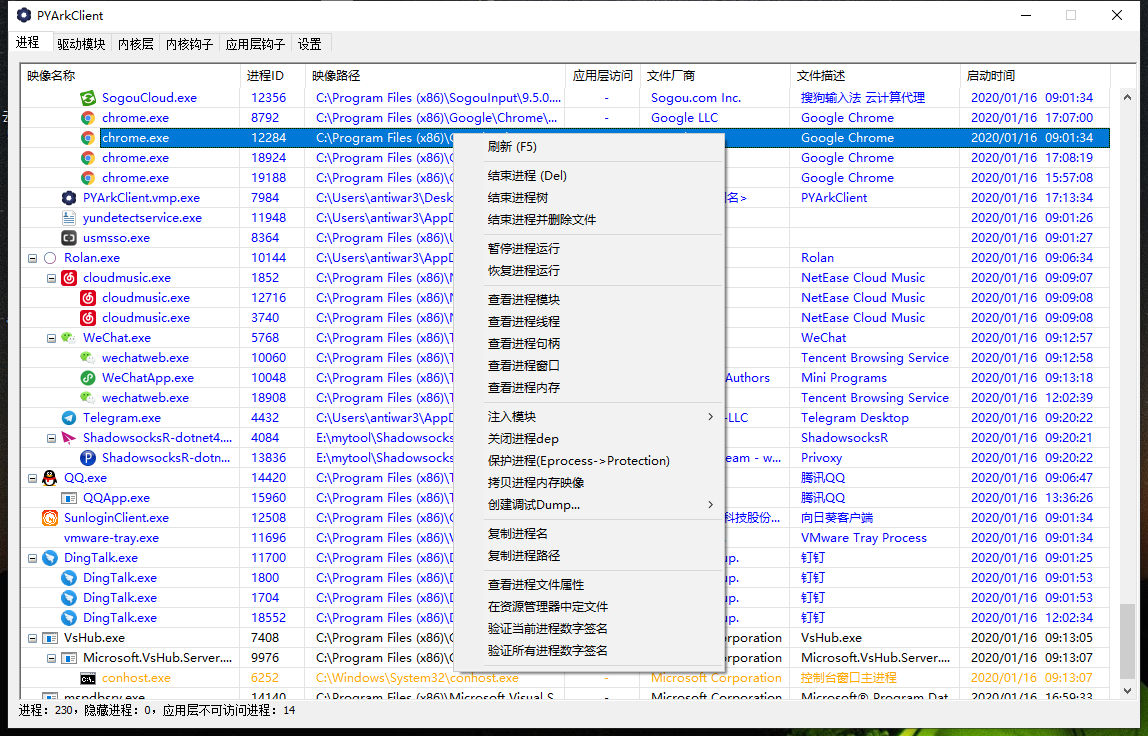 PYArkClient
进程 驱动模块 内核层 内核钩子 应用层钩子 设置
映像名称 进程ID 映像路径 应用层访问 文件厂商 文件描述 启动时间
SogouCloud.exe 12356 C:\Program Files (x86)\SogouInput\9.5.0.... - Sogou.com Inc. 搜狗输入法 云计算代理 2020/01/16 09:01:34
chrome.exe 8792 C:\Program Files (x86)\Google\Chrome\... - Google LLC Google Chrome 2020/01/16 17:07:00
chrome.exe 12284 C:\Program Files (x86)\ Google Chrome 2020/01/16 09:01:34
chrome.exe 18924 C:\Program Files (x86)\ Google Chrome 2020/01/16 17:08:19
chrome.exe 19188 C:\Program Files (x86)\ Google Chrome 2020/01/16 15:57:08
PYArkClient.vmp.exe 7984 C:\Users\antiwar3\Desk 名> PYArkClient 2020/01/16 17:13:34
yundetectservice.exe 11948 C:\Users\antiwar3\AppD 2020/01/16 09:01:26
usmsso.exe 8364 C:\Program Files (x86)\ 2020/01/16 09:01:27
Rolan.exe 10144 C:\Users\antiwar3\AppD Rolan 2020/01/16 09:06:34
cloudmusic.exe 1852 C:\Program Files (x86)\ NetEase Cloud Music 2020/01/16 09:09:07
cloudmusic.exe 12716 C:\Program Files (x86)\ NetEase Cloud Music 2020/01/16 09:09:08
cloudmusic.exe 3740 C:\Program Files (x86)\ NetEase Cloud Music 2020/01/16 09:09:08
WeChat.exe 5768 C:\Program Files (x86)\ WeChat 2020/01/16 09:12:57
wechatweb.exe 10060 C:\Program Files (x86)\ Tencent Browsing Service 2020/01/16 09:12:58
WeChatApp.exe 10048 C:\Program Files (x86)\ Authors Mini Programs 2020/01/16 09:13:18
wechatweb.exe 18908 C:\Program Files (x86)\ Tencent Browsing Service 2020/01/16 12:02:39
Telegram.exe 4432 C:\Users\antiwar3\AppD LLC Telegram Desktop 2020/01/16 09:20:22
ShadowsocksR-dotnet4.... 4084 E:\mytool\Shadowsocks ShadowsocksR 2020/01/16 09:20:21
ShadowsocksR-dotn... 13836 E:\mytool\Shadowsocks eam - w... Privoxy 2020/01/16 09:20:22
QQ.exe 14420 C:\Program Files (x86)\ 腾讯QQ 2020/01/16 09:06:47
QQApp.exe 15960 C:\Program Files (x86)\ 腾讯QQ 2020/01/16 13:36:26
SunloginClient.exe 12508 C:\Program Files (x86)\ 科技股份... 向日葵客户端 2020/01/16 09:01:34
vmware-tray.exe 11696 C:\Program Files (x86)\ VMware Tray Process 2020/01/16 09:01:34
DingTalk.exe 11700 C:\Program Files (x86)\ up. 钉钉 2020/01/16 09:01:25
DingTalk.exe 1800 C:\Program Files (x86)\ up. 钉钉 2020/01/16 09:01:53
DingTalk.exe 1704 C:\Program Files (x86)\ up. 钉钉 2020/01/16 09:01:53
DingTalk.exe 18552 C:\Program Files (x86)\ up. 钉钉 2020/01/16 12:02:34
VsHub.exe 7408 C:\Program Files (x86)\ orporation VsHub.exe 2020/01/16 09:13:05
Microsoft.VsHub.Server.... 9976 C:\Program Files (x86)\ orporation Microsoft.VsHub.Server.... 2020/01/16 09:13:07
conhost.exe 6252 C:\Windows\System32\conhost.exe - Microsoft Corporation 控制台窗口主进程 2020/01/16 09:13:07
mspdbsrv.exe 14140 C:\Program Files (x86)\Microsoft Visual S... - Microsoft Corporation Microsoft® Program Dat... 2020/01/16 16:59:33
刷新 (F5)
结束进程 (Del)
结束进程树
结束进程并删除文件
暂停进程运行
恢复进程运行
查看进程模块
查看进程线程
查看进程句柄
查看进程窗口
查看进程内存
注入模块
关闭进程dep
保护进程(Eprocess->Protection)
拷贝进程内存映像
创建调试Dump...
复制进程名
复制进程路径
查看进程文件属性
在资源管理器中定文件
验证当前进程数字签名
验证所有进程数字签名
进程: 230, 隐藏进程: 0, 应用层不可访问进程: 14